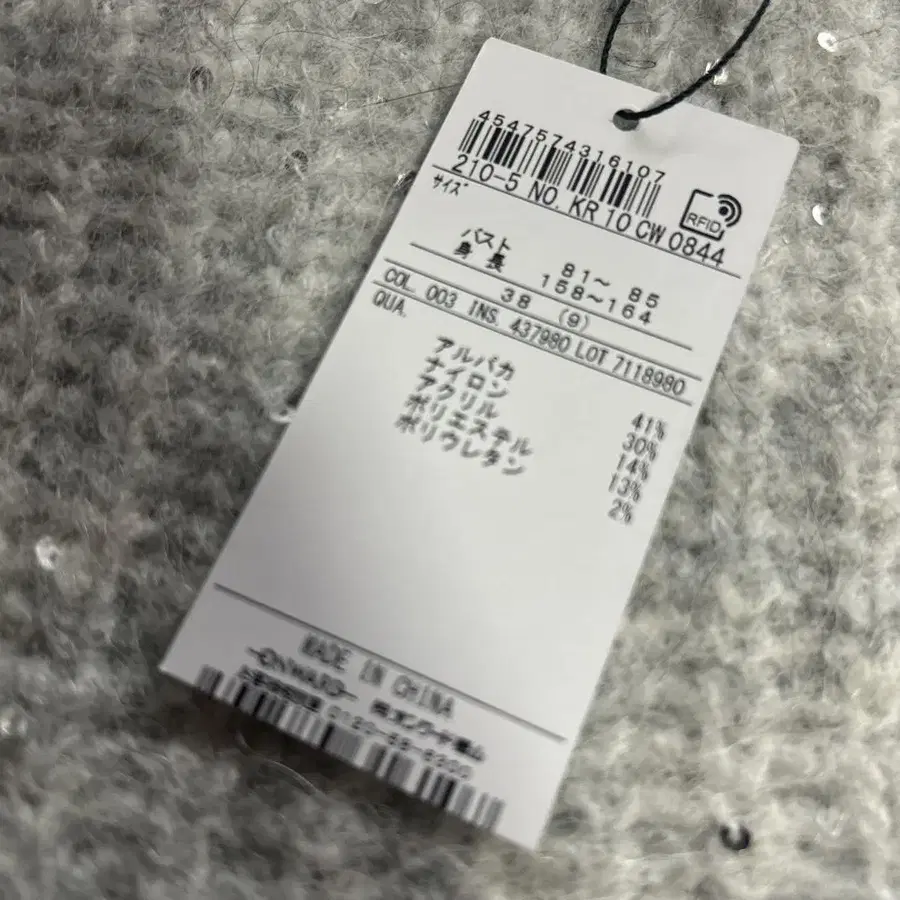 4547574316107
210-5 NO. KR10CW0844
RFID
サイズ
バスト 81～ 85
身 長 158～164
38 (9)
COL. 003 INS. 437980 LOT 7118980
QUA.
アルパカ 41%
ナイロン 30%
アクリル 14%
ポリエステル 13%
ポリウレタン 2%
MADE IN CHINA
-ONWARD-